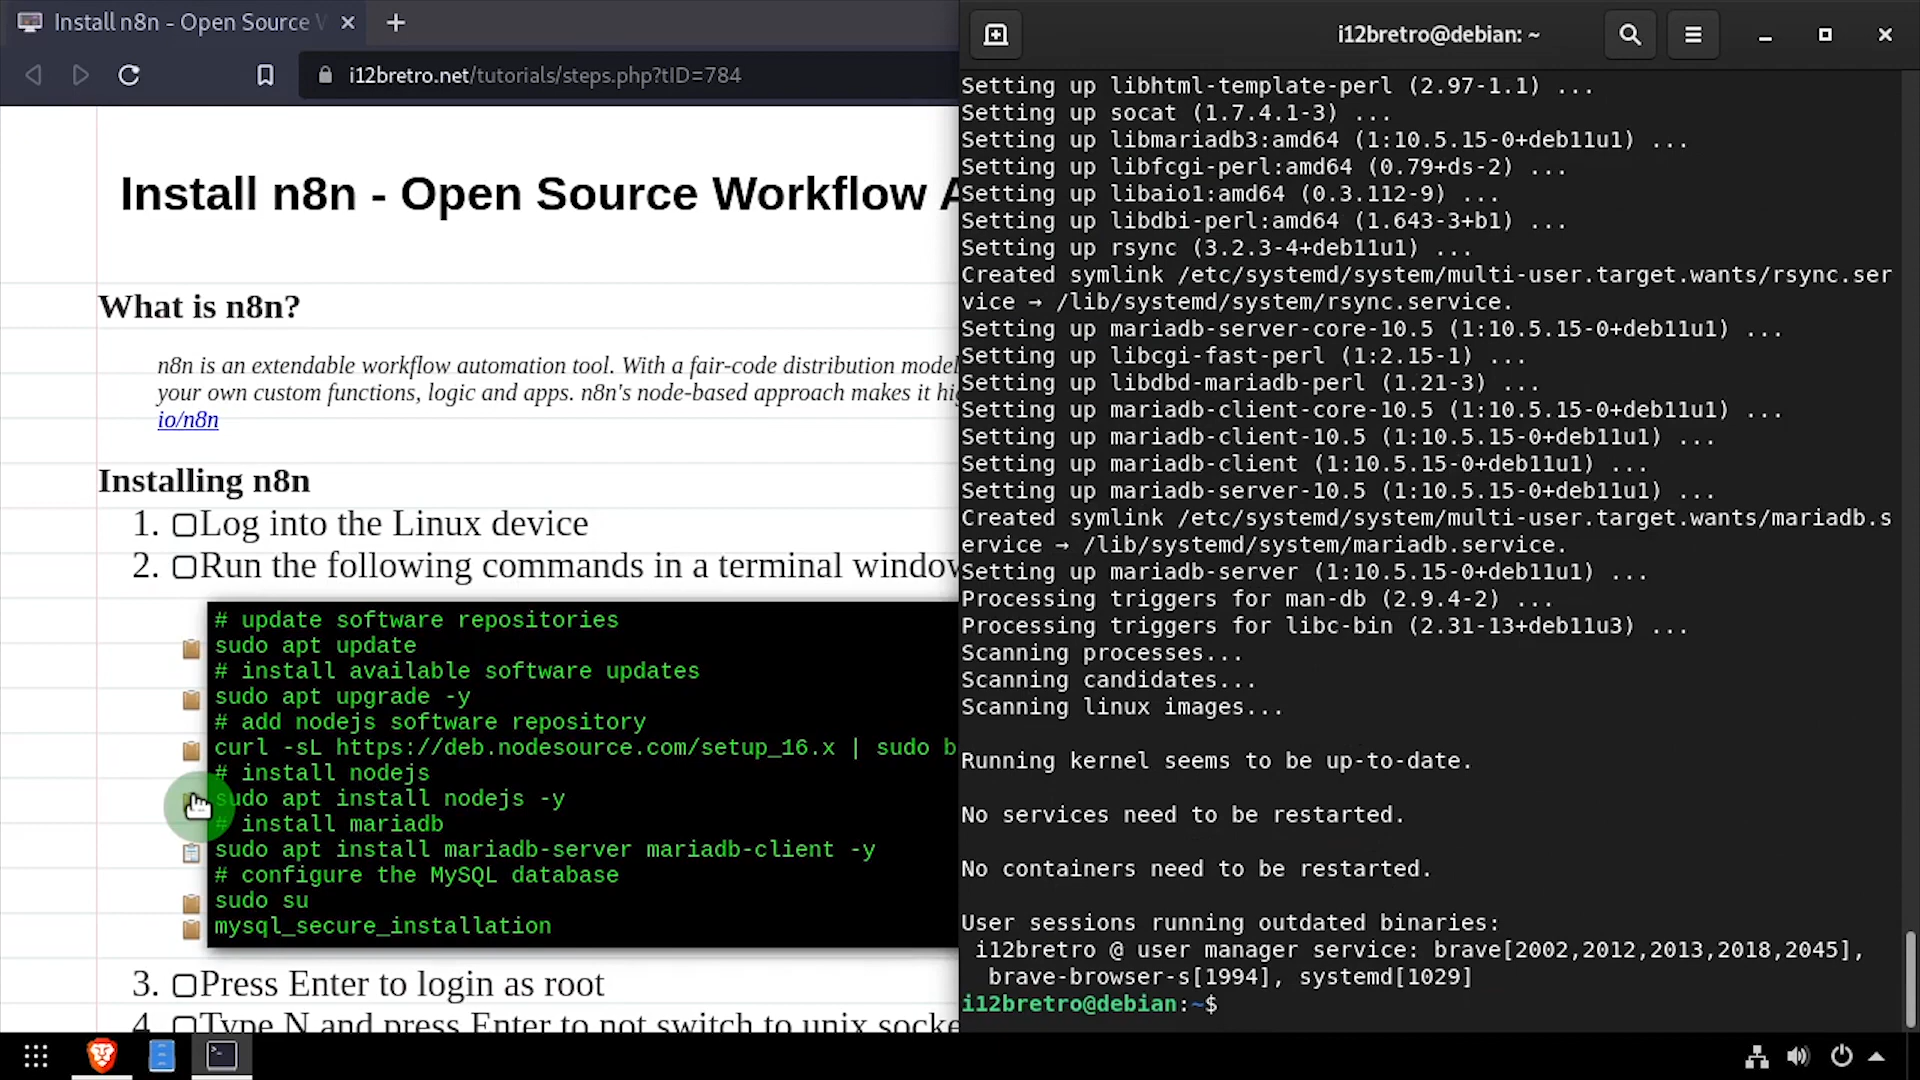 Install n8n - Open Source W
i12bretro.net/tutorials/steps.php?tID=784
Install n8n - Open Source Workflow A
What is n8n?
n8n is an extendable workflow automation tool. With a fair-code distribution model
your own custom functions, logic and apps. n8n's node-based approach makes it hig
io/n8n
Installing n8n
1. Log into the Linux device
2. Run the following commands in a terminal window
# update software repositories
sudo apt update
# install available software updates
sudo apt upgrade -y
# add nodejs software repository
curl -sL https://deb.nodesource.com/setup_16.x | sudo b
# install nodejs
sudo apt install nodejs -y
# install mariadb
sudo apt install mariadb-server mariadb-client -y
# configure the MySQL database
sudo su
mysql_secure_installation
3. Press Enter to login as root
4. Type N and press Enter to not switch to unix socke
i12bretro@debian: ~
Setting up libhtml-template-perl (2.97-1.1) ...
Setting up socat (1.7.4.1-3) ...
Setting up libmariadb3:amd64 (1:10.5.15-0+deb11u1) ...
Setting up libfcgi-perl:amd64 (0.79+ds-2) ...
Setting up libaio1:amd64 (0.3.112-9) ...
Setting up libdbi-perl:amd64 (1.643-3+b1) ...
Setting up rsync (3.2.3-4+deb11u1) ...
Created symlink /etc/systemd/system/multi-user.target.wants/rsync.ser
vice → /lib/systemd/system/rsync.service.
Setting up mariadb-server-core-10.5 (1:10.5.15-0+deb11u1) ...
Setting up libcgi-fast-perl (1:2.15-1) ...
Setting up libdbd-mariadb-perl (1.21-3) ...
Setting up mariadb-client-core-10.5 (1:10.5.15-0+deb11u1) ...
Setting up mariadb-client-10.5 (1:10.5.15-0+deb11u1) ...
Setting up mariadb-client (1:10.5.15-0+deb11u1) ...
Setting up mariadb-server-10.5 (1:10.5.15-0+deb11u1) ...
Created symlink /etc/systemd/system/multi-user.target.wants/mariadb.s
ervice → /lib/systemd/system/mariadb.service.
Setting up mariadb-server (1:10.5.15-0+deb11u1) ...
Processing triggers for man-db (2.9.4-2) ...
Processing triggers for libc-bin (2.31-13+deb11u3) ...
Scanning processes...
Scanning candidates...
Scanning linux images...
Running kernel seems to be up-to-date.
No services need to be restarted.
No containers need to be restarted.
User sessions running outdated binaries:
i12bretro @ user manager service: brave[2002,2012,2013,2018,2045],
brave-browser-s[1994], systemd[1029]
i12bretro@debian:~$